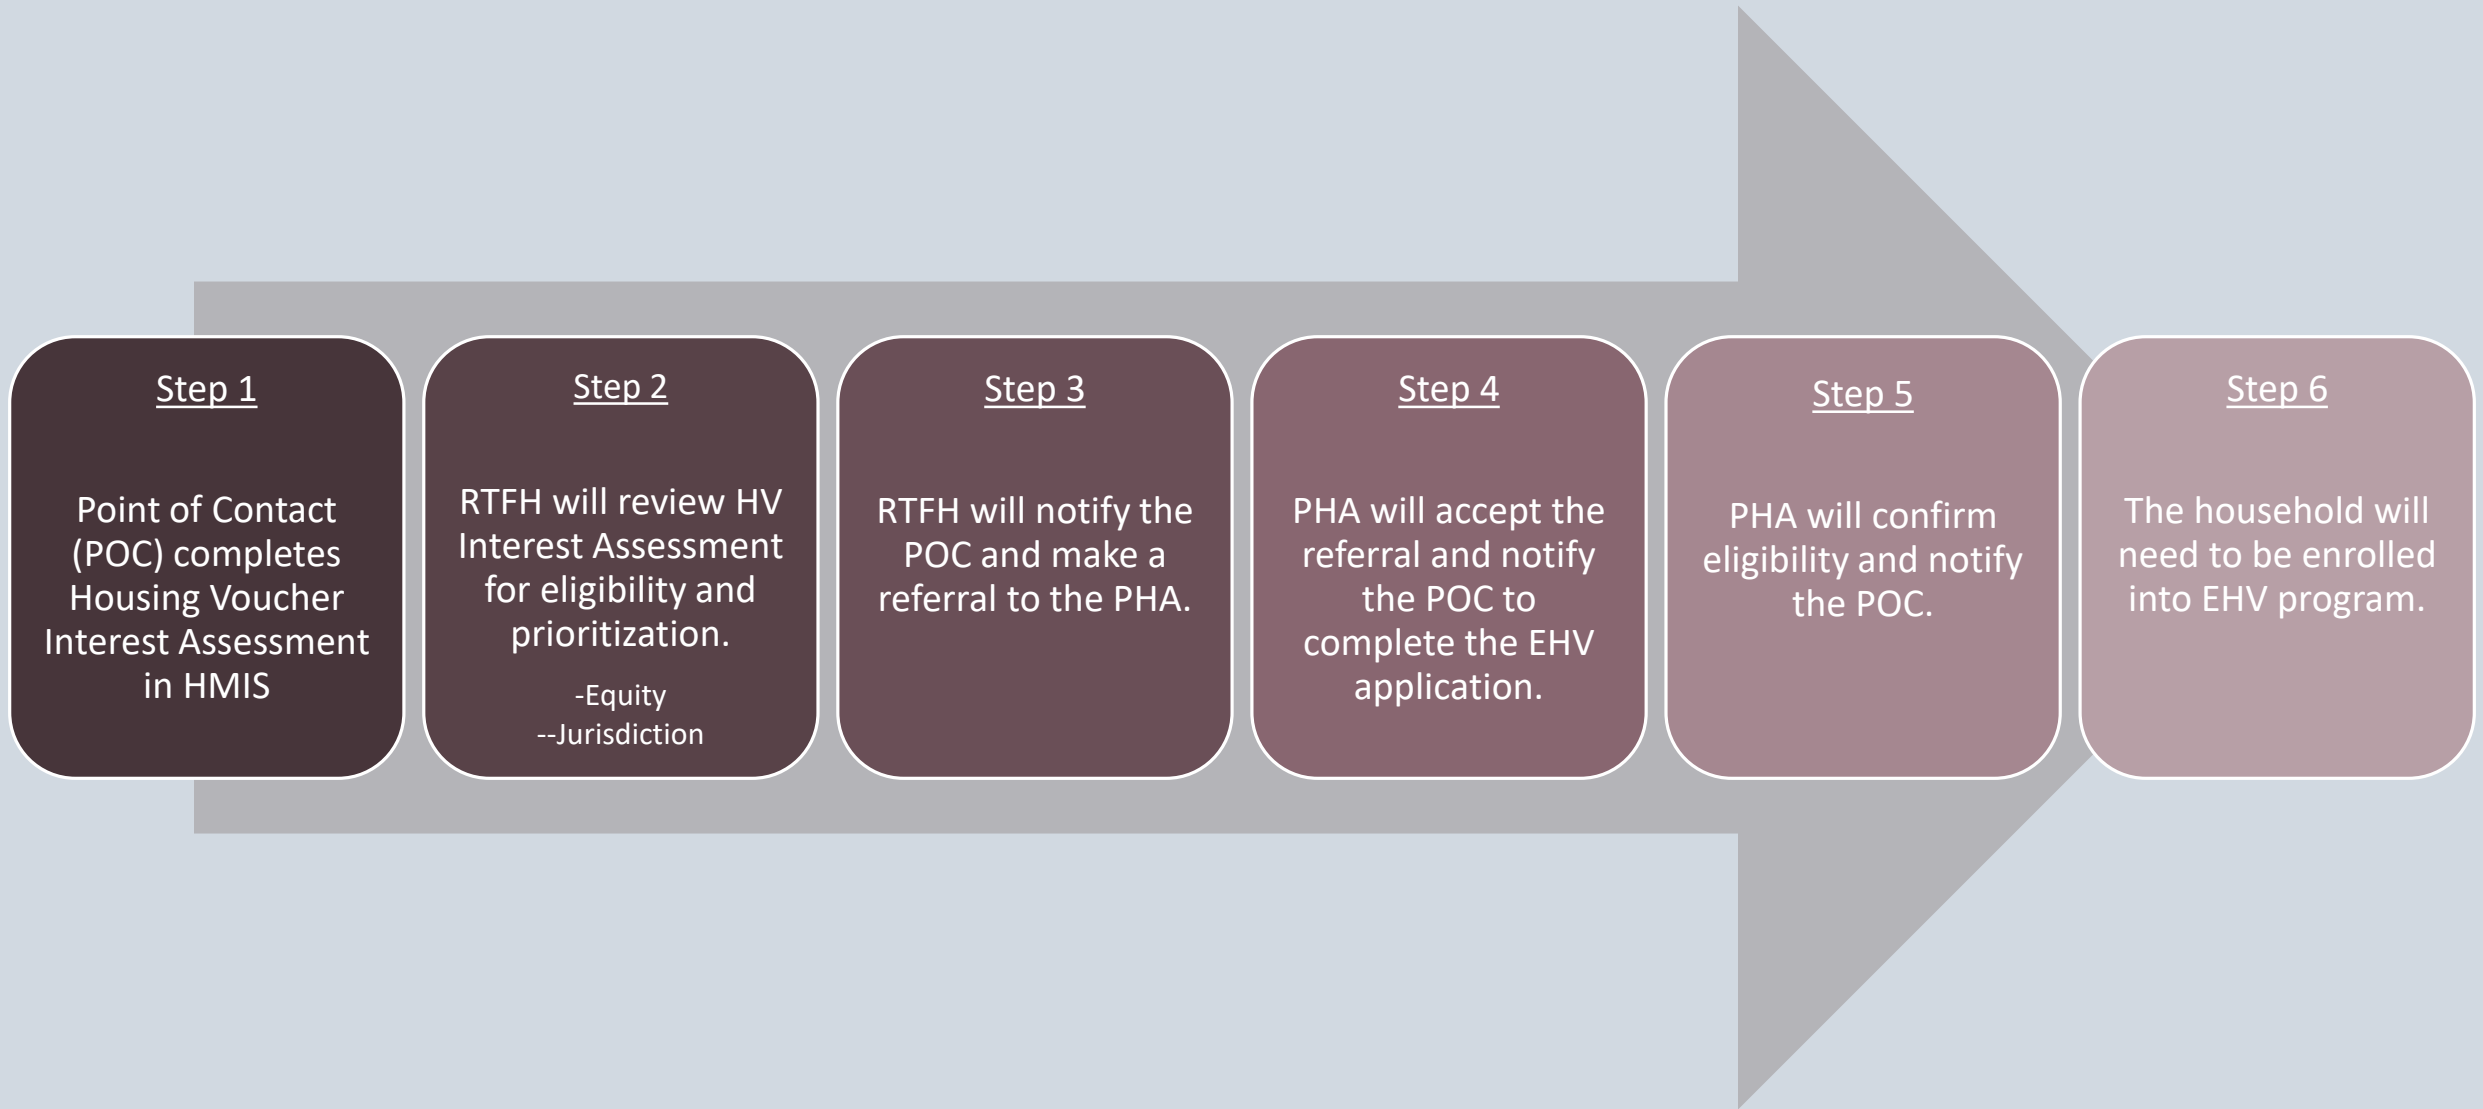 Step 1
Point of Contact
(POC) completes
Housing Voucher
Interest Assessment
in HMIS
Step 2
RTFH will review HV
Interest Assessment
for eligibility and
prioritization.
-Equity
--Jurisdiction
Step 3
RTFH will notify the
POC and make a
referral to the PHA.
Step 4
PHA will accept the
referral and notify
the POC to
complete the EHV
application.
Step 5
PHA will confirm
eligibility and notify
the POC.
Step 6
The household will
need to be enrolled
into EHV program.